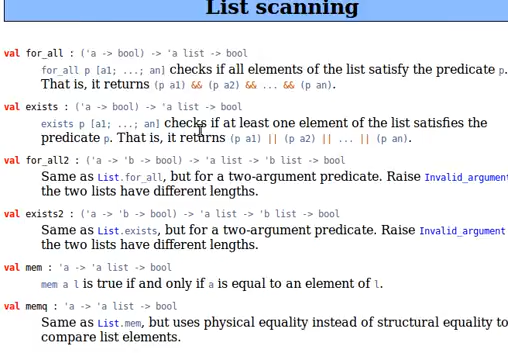 List scanning
val for_all : ('a -> bool) -> 'a list -> bool
for_all p [a1; ...; an] checks if all elements of the list satisfy the predicate p.
That is, it returns (p a1) && (p a2) && ... && (p an).
val exists : ('a -> bool) -> 'a list -> bool
exists p [a1; ...; an] checks if at least one element of the list satisfies the
predicate p. That is, it returns (p a1) || (p a2) || ... || (p an).
val for_all2 : ('a -> 'b -> bool) -> 'a list -> 'b list -> bool
Same as List.for_all, but for a two-argument predicate. Raise Invalid_argument
the two lists have different lengths.
val exists2 : ('a -> 'b -> bool) -> 'a list -> 'b list -> bool
Same as List.exists, but for a two-argument predicate. Raise Invalid_argument
the two lists have different lengths.
val mem : 'a -> 'a list -> bool
mem a l is true if and only if a is equal to an element of l.
val memq : 'a -> 'a list -> bool
Same as List.mem, but uses physical equality instead of structural equality to
compare list elements.